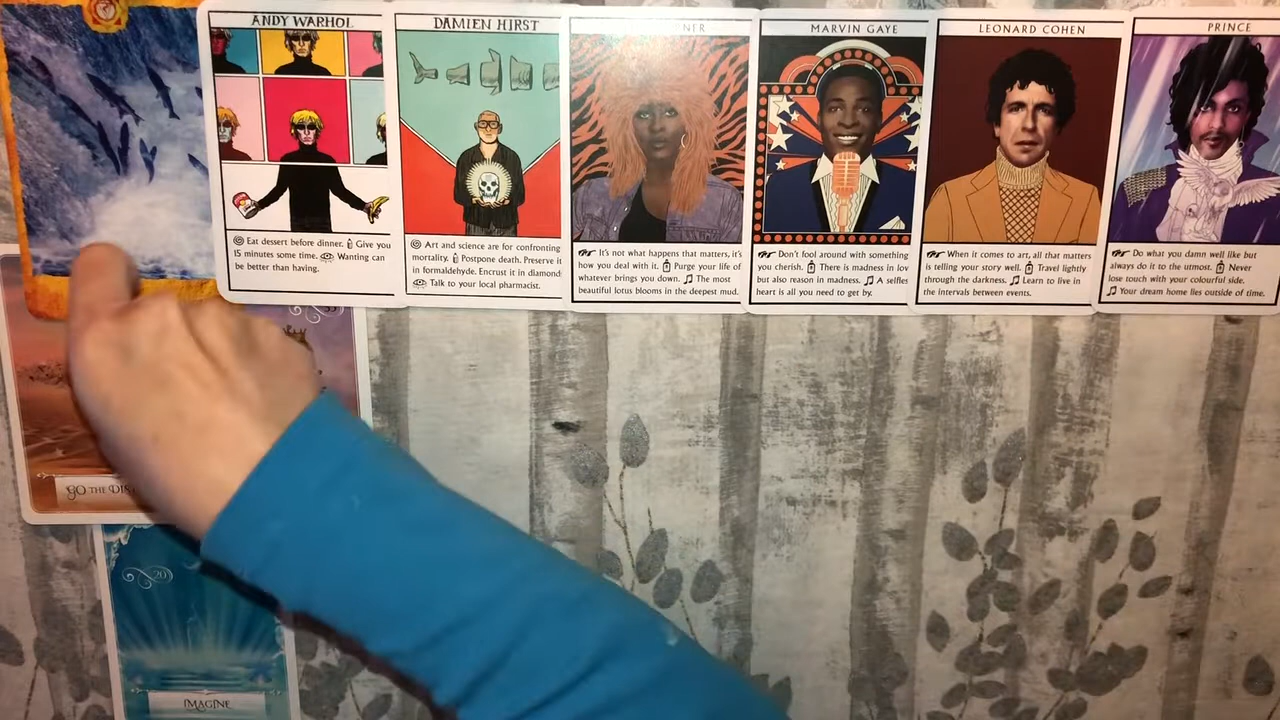 ANDY WARHOL
Eat dessert before dinner. Give you
15 minutes some time. Wanting can
be better than having.
DAMIEN HIRST
Art and science are for confronting
mortality. Postpone death. Preserve it
in formaldehyde. Encrust it in diamond
Talk to your local pharmacist.
NER
It's not what happens that matters, it's
how you deal with it. Purge your life of
whatever brings you down. The most
beautiful lotus blooms in the deepest mud.
MARVIN GAYE
Don't fool around with something
you cherish. There is madness in lov
but also reason in madness. A selfles
heart is all you need to get by.
LEONARD COHEN
When it comes to art, all that matters
is telling your story well. Travel lightly
through the darkness. Learn to live in
the intervals between events.
PRINCE
Do what you damn well like but
always do it to the utmost. Never
lose touch with your colourful side.
Your dream home lies outside of time.
GO THE DIS
20
IMAGINE